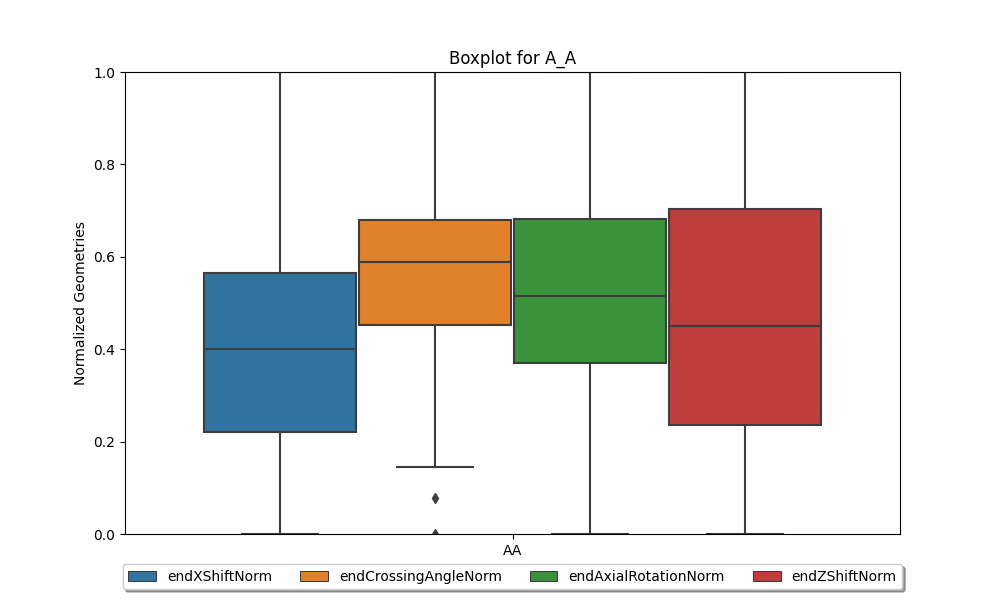 Boxplot for A_A
Normalized Geometries
1.0
0.8
0.6
0.4
0.2
0.0
AA
endXShiftNorm endCrossingAngleNorm endAxialRotationNorm endZShiftNorm